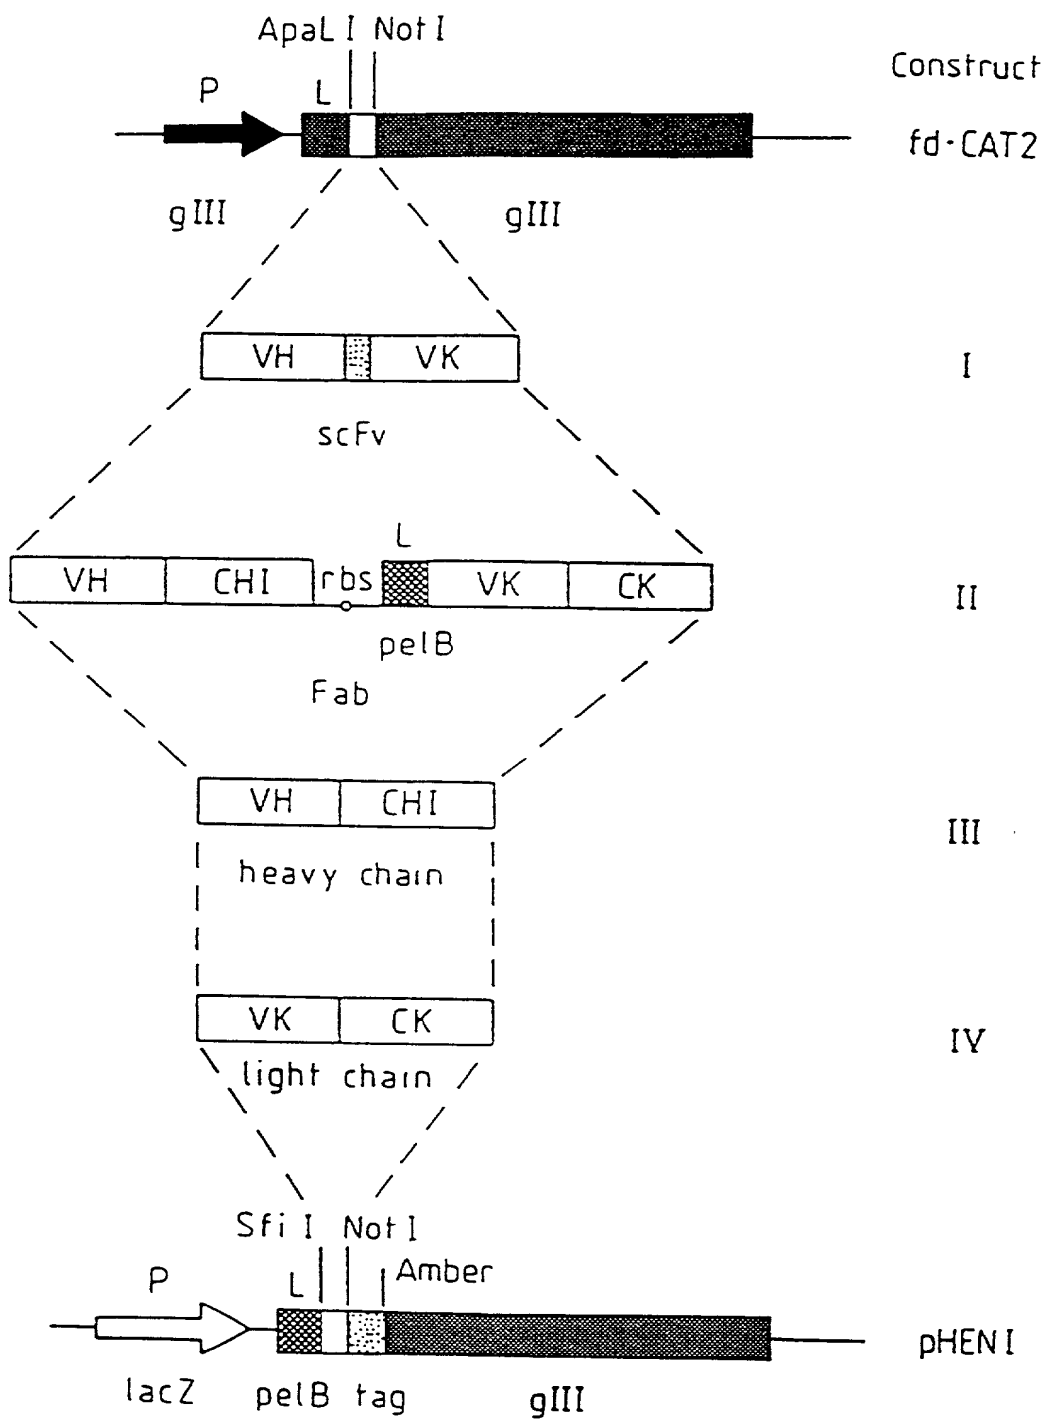 ApaL I Not I
Construct
P L
fd·CAT2
gIII gIII
VH VK
I
scFv
L
VH CHI rbs VK CK
II
pelB
Fab
VH CHI
III
heavy chain
VK CK
IV
light chain
Sfi I Not I
P L Amber
pHEN I
lacZ pelB tag gIII